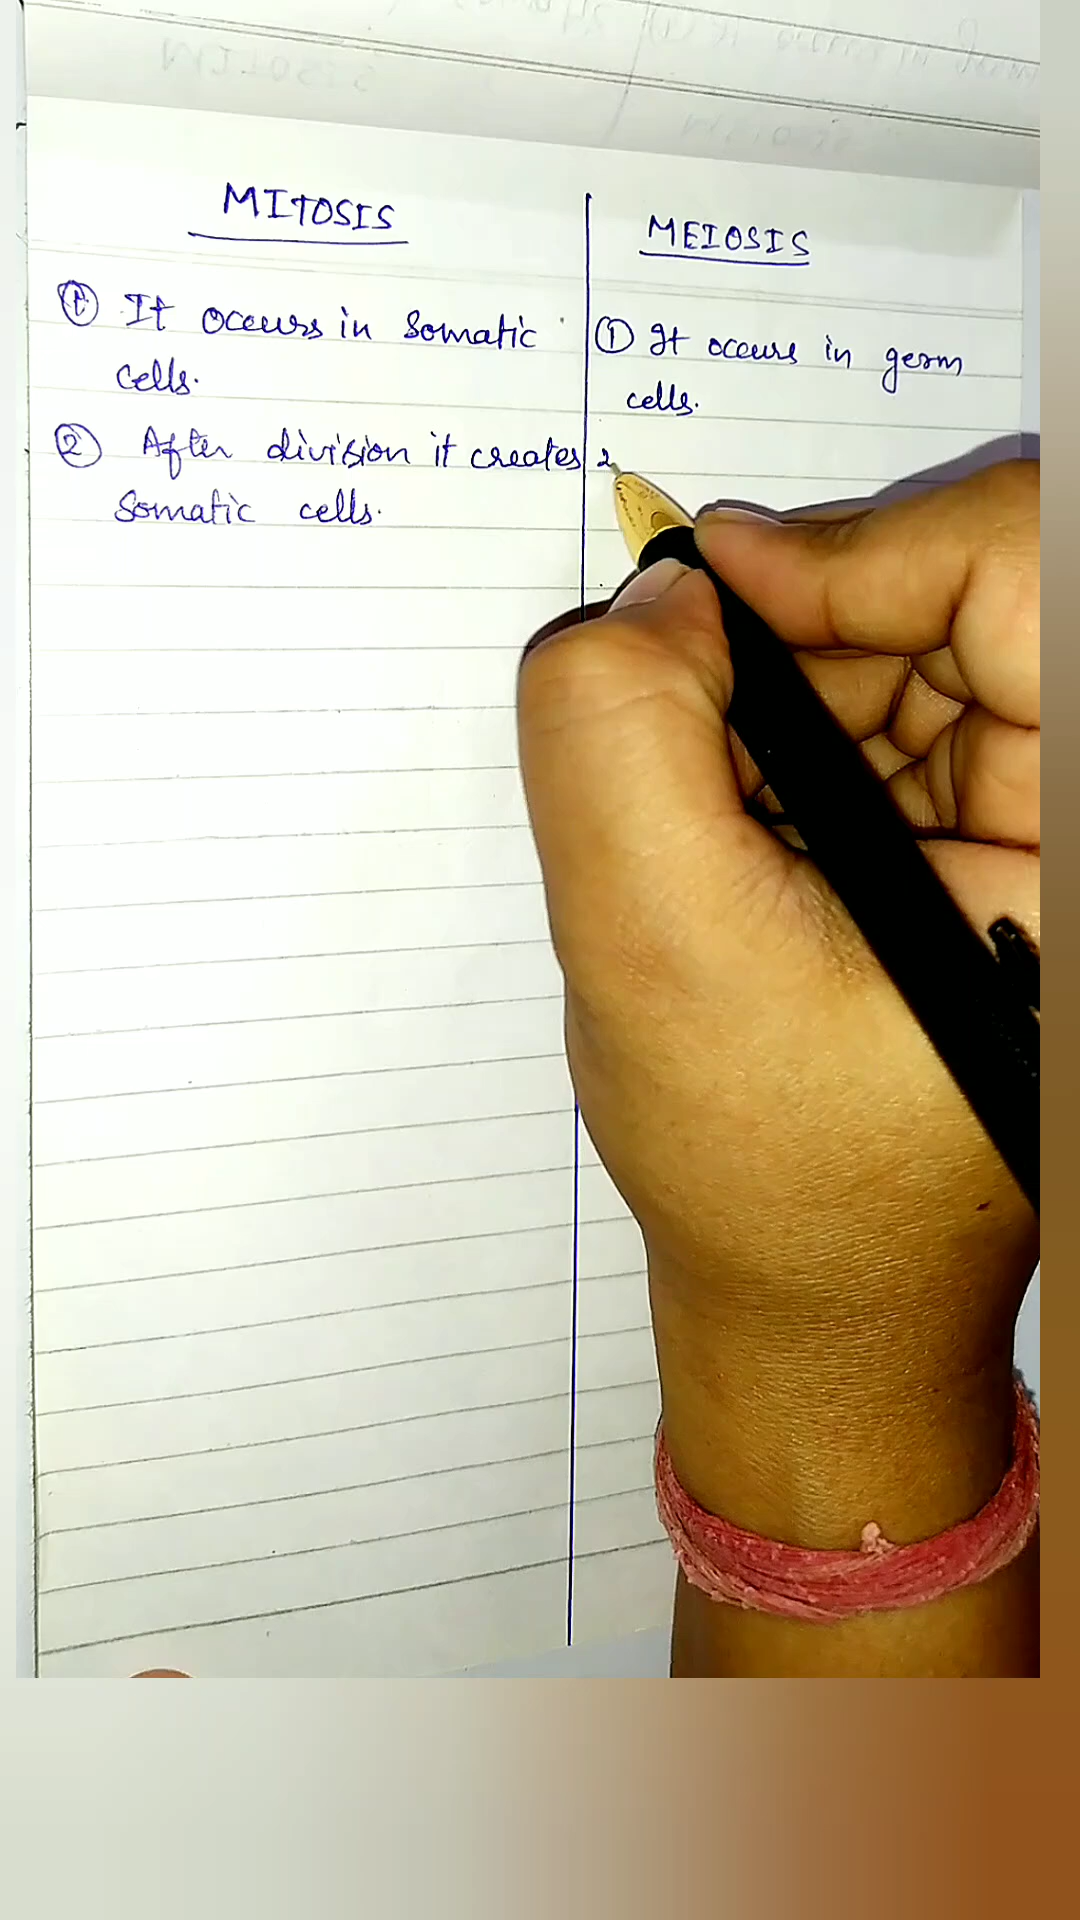 MITOSIS
MEIOSIS
① It occurs in Somatic
cells.
② After division it creates
Somatic cells.
① It occurs in germ
cells.
2